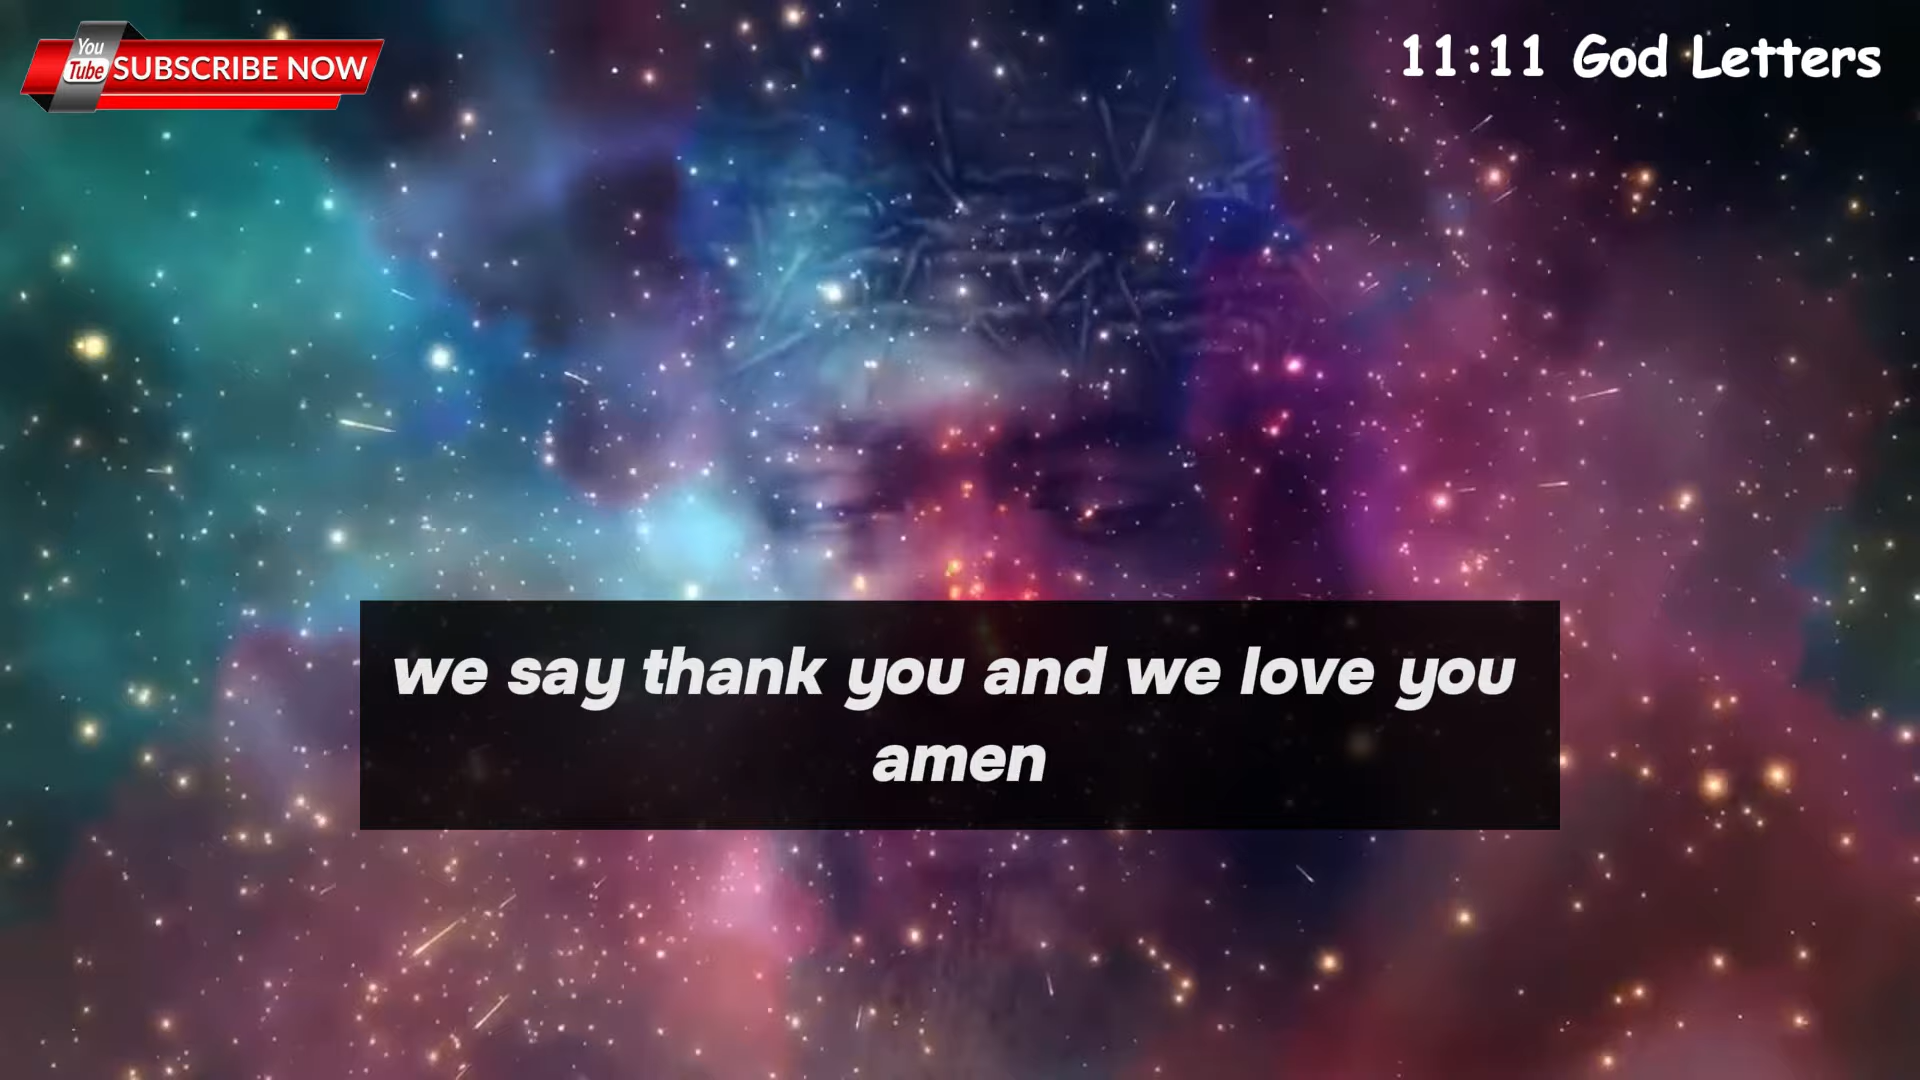 You
Tube
SUBSCRIBE NOW
11:11 God Letters
we say thank you and we love you
amen